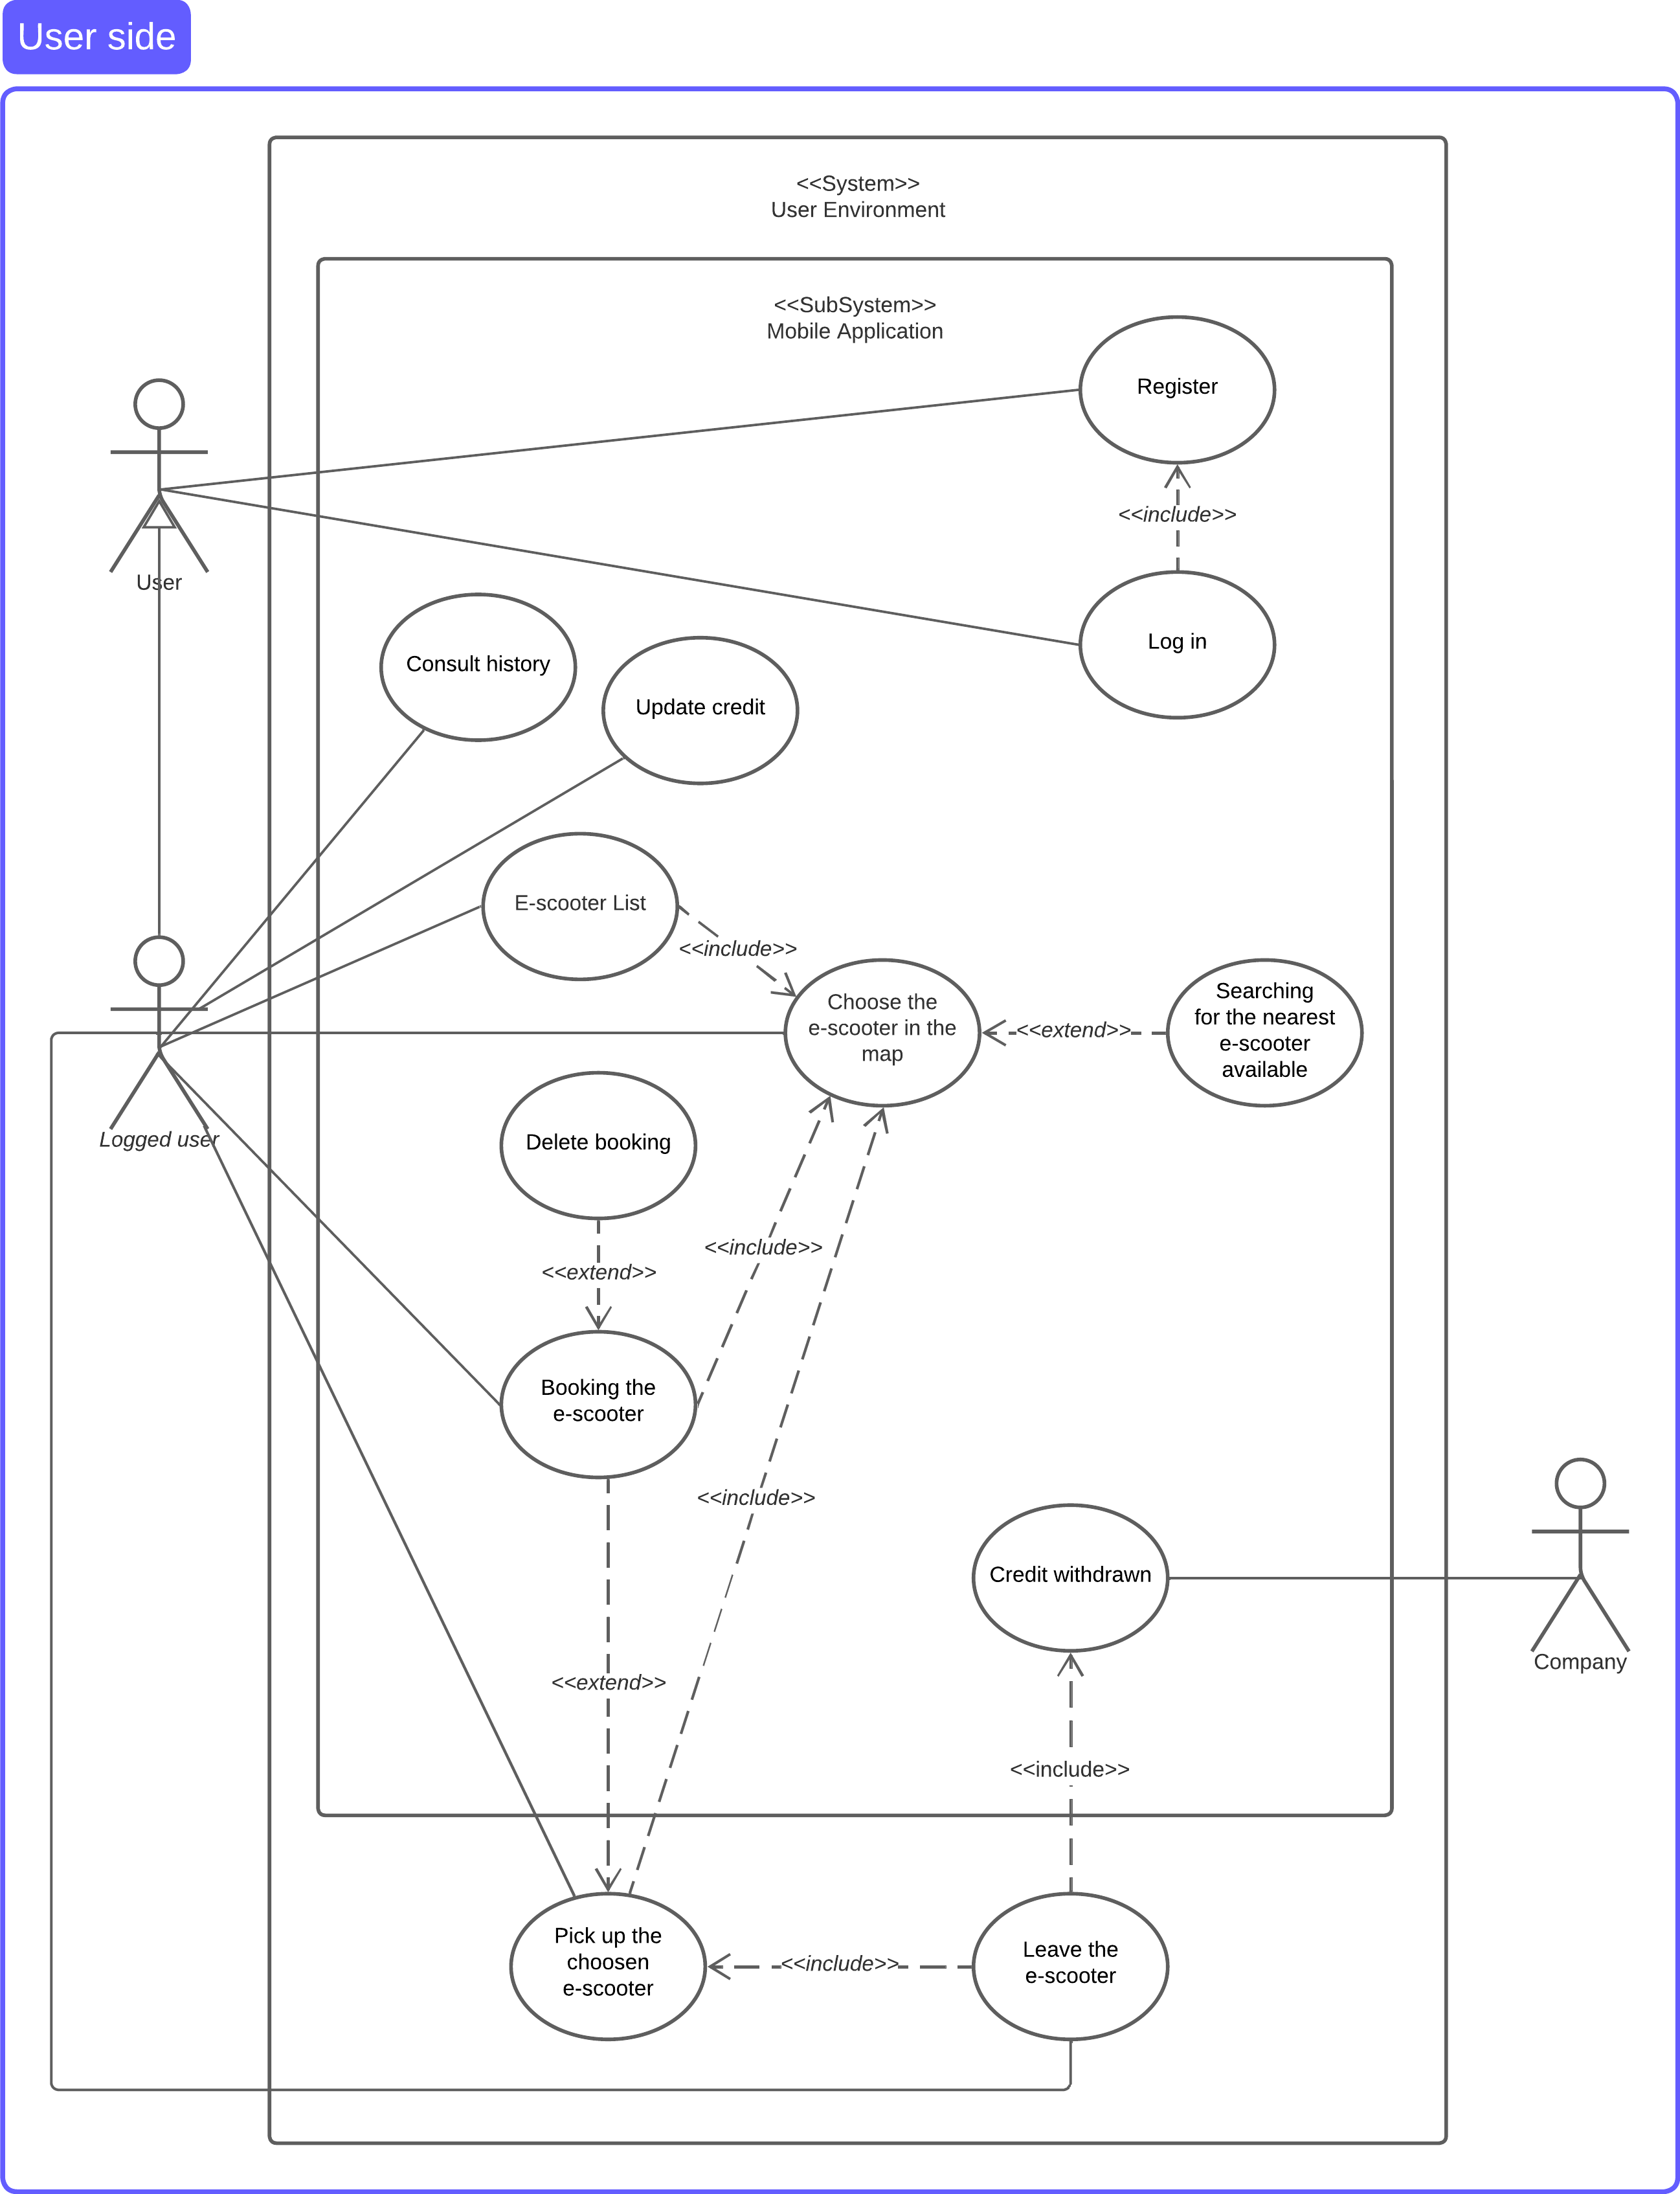 User side
<<System>>
User Environment
<<SubSystem>>
Mobile Application
Register
<<include>>
User
Log in
Consult history
Update credit
E-scooter List
<<include>>
Choose the
e-scooter in the
map
<<extend>>
Searching
for the nearest
e-scooter
available
Logged user
Delete booking
<<include>>
<<extend>>
Booking the
e-scooter
<<include>>
Credit withdrawn
Company
<<extend>>
<<include>>
Pick up the
choosen
e-scooter
<<include>>
Leave the
e-scooter